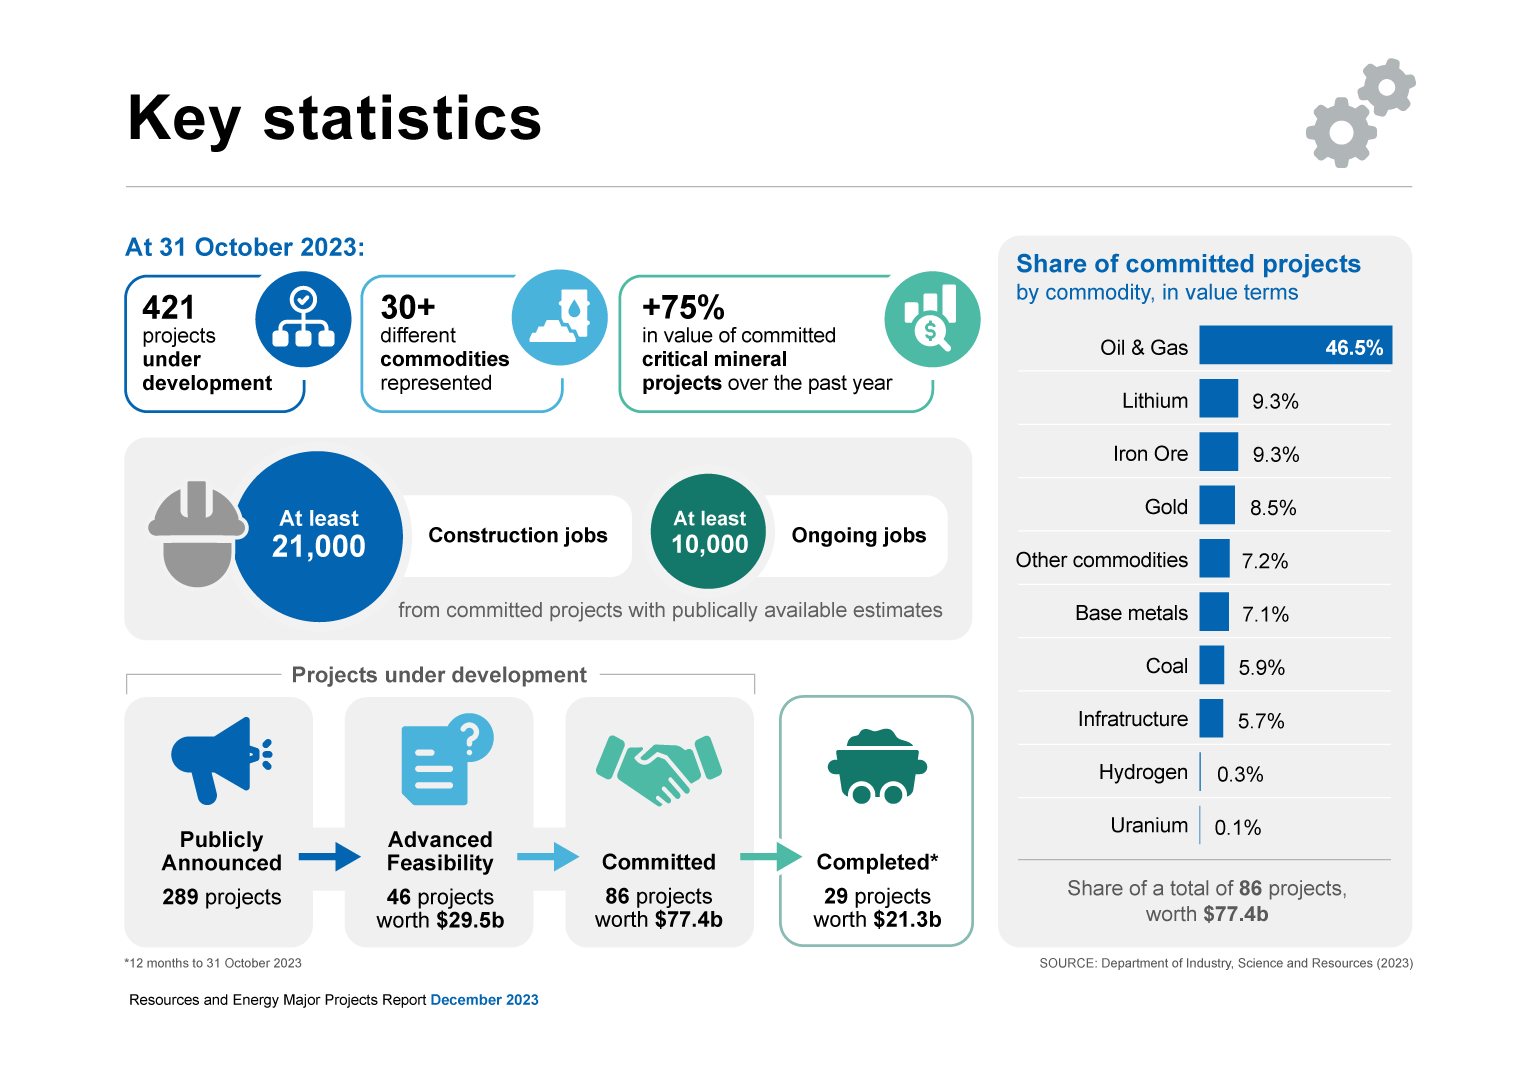 Key statistics
At 31 October 2023:
421
projects
under
development
30+
different
commodities
represented
+75%
in value of committed
critical mineral
projects over the past year
$
At least
21,000
Construction jobs
At least
10,000
Ongoing jobs
from committed projects with publically available estimates
Projects under development
Publicly
Announced
289 projects
?
Advanced
Feasibility
46 projects
worth $29.5b
Committed
86 projects
worth $77.4b
Completed*
29 projects
worth $21.3b
*12 months to 31 October 2023
Share of committed projects
by commodity, in value terms
Oil & Gas 46.5%
Lithium 9.3%
Iron Ore 9.3%
Gold 8.5%
Other commodities 7.2%
Base metals 7.1%
Coal 5.9%
Infratructure 5.7%
Hydrogen 0.3%
Uranium 0.1%
Share of a total of 86 projects,
worth $77.4b
SOURCE: Department of Industry, Science and Resources (2023)
Resources and Energy Major Projects Report December 2023